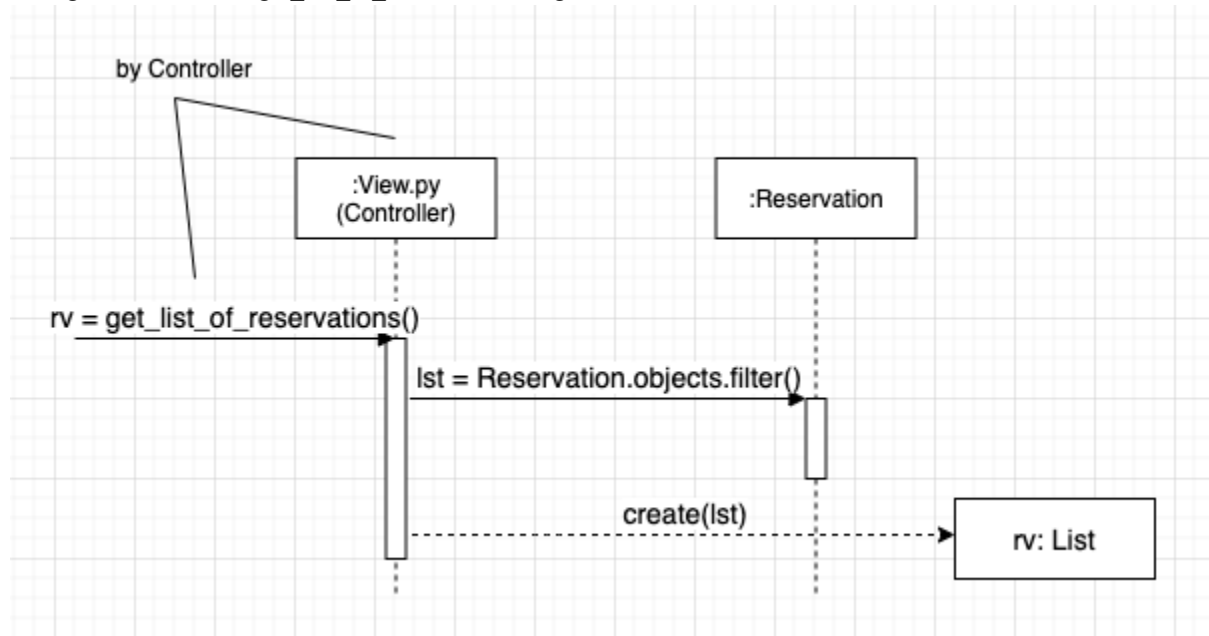 by Controller
:View.py
(Controller)
:Reservation
rv = get_list_of_reservations()
lst = Reservation.objects.filter()
create(lst)
rv: List